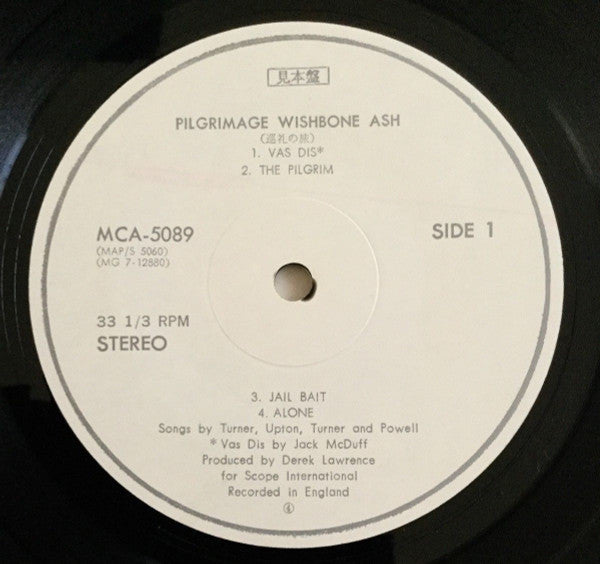 見本盤
PILGRIMAGE WISHBONE ASH
(巡礼の旅)
1. VAS DIS*
2. THE PILGRIM
MCA-5089
(MAP/S 5060)
(MG 7-12880)
SIDE 1
33 1/3 RPM
STEREO
3. JAIL BAIT
4. ALONE
Songs by Turner, Upton, Turner and Powell
* Vas Dis by Jack McDuff
Produced by Derek Lawrence
for Scope International
Recorded in England